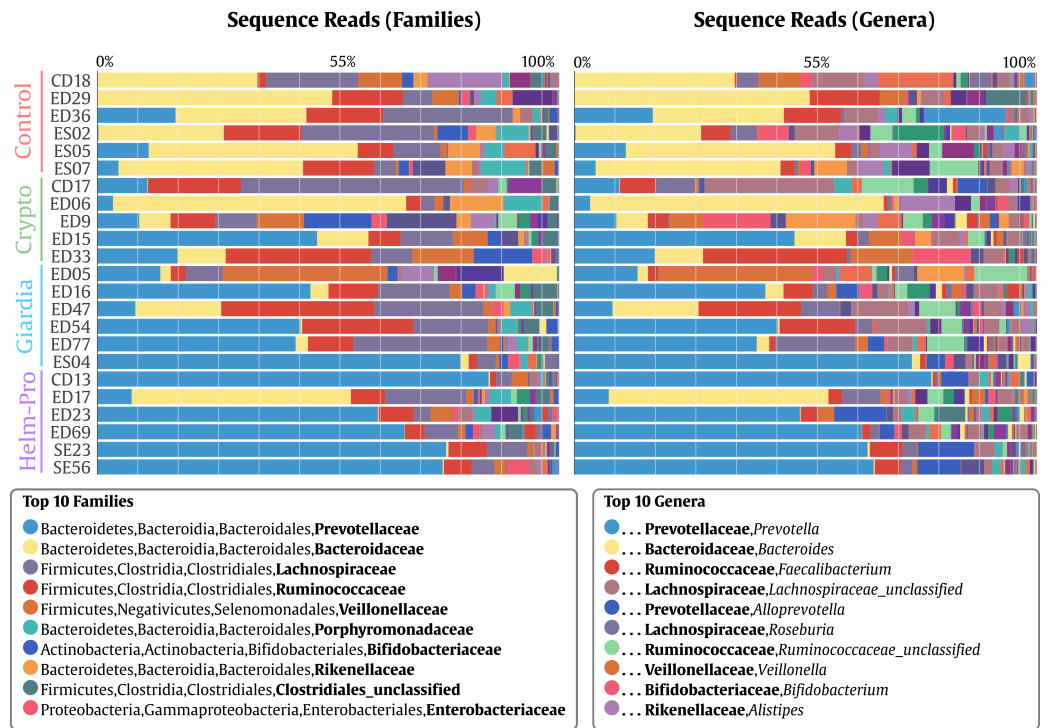 Sequence Reads (Families)
Sequence Reads (Genera)
0% 55% 100%
0% 55% 100%
Control
CD18
ED29
ED36
ES02
ES05
ES07
Crypto
CD17
ED06
ED9
ED15
ED33
Giardia
ED05
ED16
ED47
ED54
ED77
ES04
Helm-Pro
CD13
ED17
ED23
ED69
SE23
SE56
Top 10 Families
Bacteroidetes,Bacteroidia,Bacteroidales,Prevotellaceae
Bacteroidetes,Bacteroidia,Bacteroidales,Bacteroidaceae
Firmicutes,Clostridia,Clostridiales,Lachnospiraceae
Firmicutes,Clostridia,Clostridiales,Ruminococcaceae
Firmicutes,Negativicutes,Selenomonadales,Veillonellaceae
Bacteroidetes,Bacteroidia,Bacteroidales,Porphyromonadaceae
Actinobacteria,Actinobacteria,Bifidobacteriales,Bifidobacteriaceae
Bacteroidetes,Bacteroidia,Bacteroidales,Rikenellaceae
Firmicutes,Clostridia,Clostridiales,Clostridiales_unclassified
Proteobacteria,Gammaproteobacteria,Enterobacteriales,Enterobacteriaceae
Top 10 Genera
... Prevotellaceae,Prevotella
... Bacteroidaceae,Bacteroides
... Ruminococcaceae,Faecalibacterium
... Lachnospiraceae,Lachnospiraceae_unclassified
... Prevotellaceae,Alloprevotella
... Lachnospiraceae,Roseburia
... Ruminococcaceae,Ruminococcaceae_unclassified
... Veillonellaceae,Veillonella
... Bifidobacteriaceae,Bifidobacterium
... Rikenellaceae,Alistipes